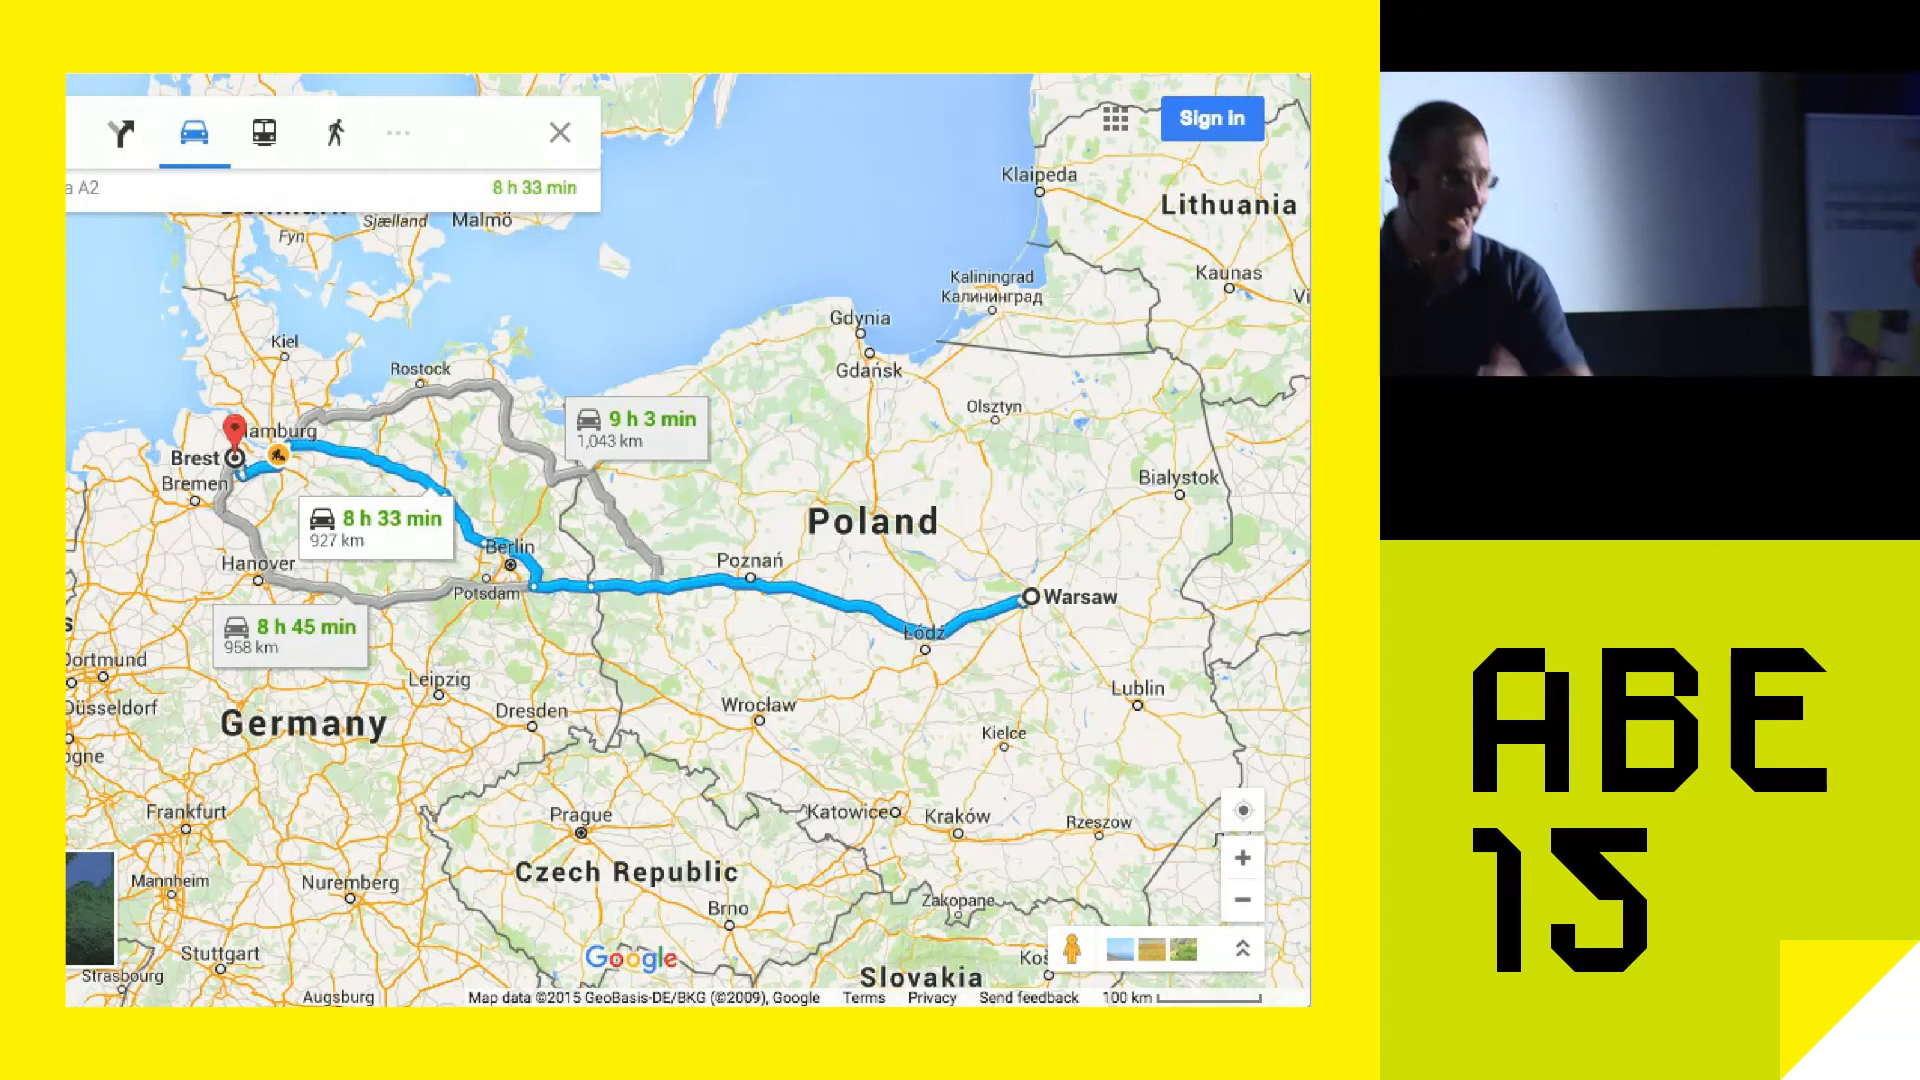 a A2
8 h 33 min
Sign in
Klaipeda
Lithuania
Sjælland
Malmö
Fyn
Kaunas
Kaliningrad
Калининград
Vi
Gdynia
Kiel
Gdańsk
Rostock
Olsztyn
9 h 3 min
1,043 km
amburg
Brest
Bremen
Bialystok
8 h 33 min
927 km
Poland
Berlin
Hanover
Poznań
Potsdam
Warsaw
Łódź
8 h 45 min
958 km
Dortmund
Leipzig
Lublin
Düsseldorf
Germany
Dresden
Wrocław
Kielce
ogne
Frankfurt
Prague
Katowice
Kraków
Rzeszow
Czech Republic
Mannheim
Nuremberg
Brno
Zakopane
Stuttgart
Google
Koš
Strasbourg
Slovakia
Augsburg
Map data ©2015 GeoBasis-DE/BKG (©2009), Google Terms Privacy Send feedback 100 km
ABE
15